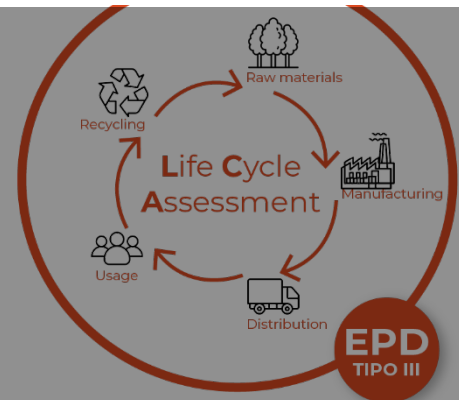 Raw materials
Recycling
Life Cycle
Assessment
Manufacturing
Usage
Distribution
EPD
TIPO III